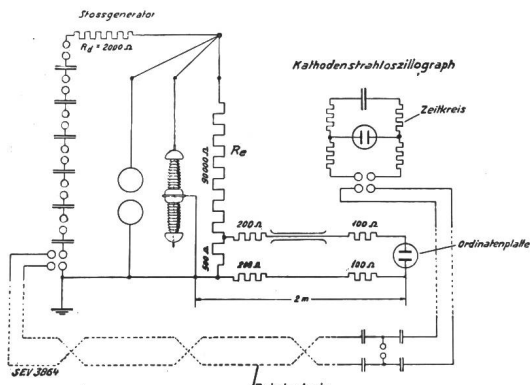 Stossgenerator
Rd = 2000 Ω
Kathodenstrahloszillograph
Zeitkreis
90000 Ω
Re
200 Ω
100 Ω
Ordinatenplatte
500 Ω
200 Ω
100 Ω
2 m
SEV 3864